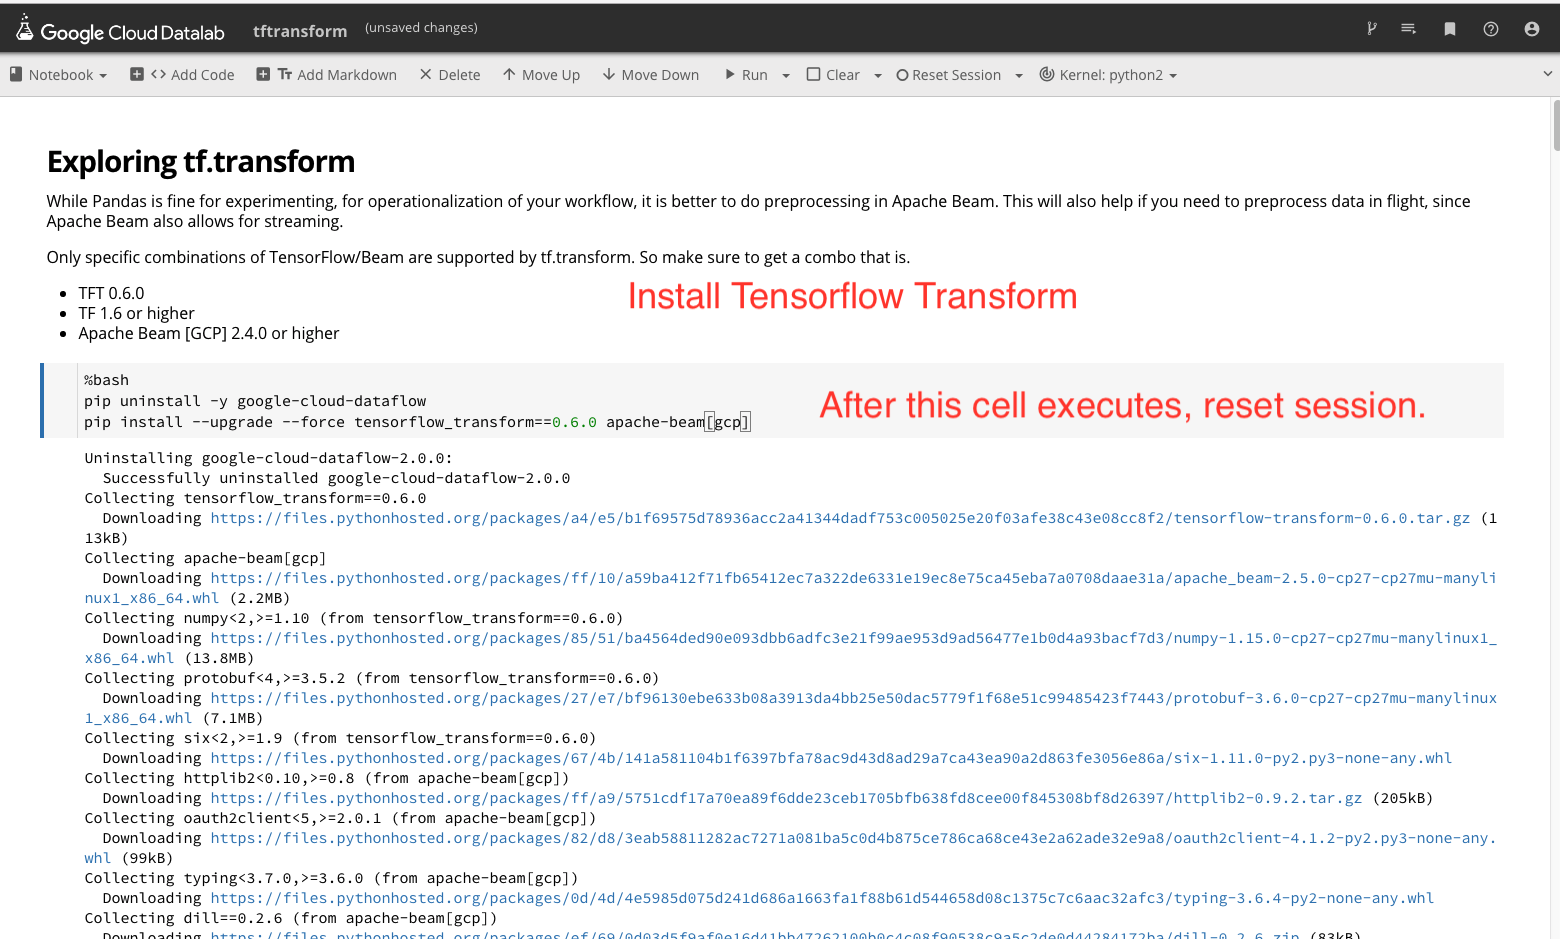 Google Cloud Datalab tftransform (unsaved changes)
Notebook Add Code Add Markdown Delete Move Up Move Down Run Clear Reset Session Kernel: python2
Exploring tf.transform
While Pandas is fine for experimenting, for operationalization of your workflow, it is better to do preprocessing in Apache Beam. This will also help if you need to preprocess data in flight, since
Apache Beam also allows for streaming.
Only specific combinations of TensorFlow/Beam are supported by tf.transform. So make sure to get a combo that is.
Install Tensorflow Transform
• TFT 0.6.0
• TF 1.6 or higher
• Apache Beam [GCP] 2.4.0 or higher
%bash
pip uninstall -y google-cloud-dataflow
pip install --upgrade --force tensorflow_transform==0.6.0 apache-beam[gcp]
After this cell executes, reset session.
Uninstalling google-cloud-dataflow-2.0.0:
Successfully uninstalled google-cloud-dataflow-2.0.0
Collecting tensorflow_transform==0.6.0
Downloading https://files.pythonhosted.org/packages/a4/e5/b1f69575d78936acc2a41344dadf753c005025e20f03afe38c43e08cc8f2/tensorflow-transform-0.6.0.tar.gz (1
13kB)
Collecting apache-beam[gcp]
Downloading https://files.pythonhosted.org/packages/ff/10/a59ba412f71fb65412ec7a322de6331e19ec8e75ca45eba7a0708daae31a/apache_beam-2.5.0-cp27-cp27mu-manyli
nux1_x86_64.whl (2.2MB)
Collecting numpy<2,>=1.10 (from tensorflow_transform==0.6.0)
Downloading https://files.pythonhosted.org/packages/85/51/ba4564ded90e093dbb6adfc3e21f99ae953d9ad56477e1b0d4a93bacf7d3/numpy-1.15.0-cp27-cp27mu-manylinux1_
x86_64.whl (13.8MB)
Collecting protobuf<4,>=3.5.2 (from tensorflow_transform==0.6.0)
Downloading https://files.pythonhosted.org/packages/27/e7/bf96130ebe633b08a3913da4bb25e50dac5779f1f68e51c99485423f7443/protobuf-3.6.0-cp27-cp27mu-manylinux
1_x86_64.whl (7.1MB)
Collecting six<2,>=1.9 (from tensorflow_transform==0.6.0)
Downloading https://files.pythonhosted.org/packages/67/4b/141a581104b1f6397bfa78ac9d43d8ad29a7ca43ea90a2d863fe3056e86a/six-1.11.0-py2.py3-none-any.whl
Collecting httplib2<0.10,>=0.8 (from apache-beam[gcp])
Downloading https://files.pythonhosted.org/packages/ff/a9/5751cdf17a70ea89f6dde23ceb1705bfb638fd8cee00f845308bf8d26397/httplib2-0.9.2.tar.gz (205kB)
Collecting oauth2client<5,>=2.0.1 (from apache-beam[gcp])
Downloading https://files.pythonhosted.org/packages/82/d8/3eab58811282ac7271a081ba5c0d4b875ce786ca68ce43e2a62ade32e9a8/oauth2client-4.1.2-py2.py3-none-any.
whl (99kB)
Collecting typing<3.7.0,>=3.6.0 (from apache-beam[gcp])
Downloading https://files.pythonhosted.org/packages/0d/4d/4e5985d075d241d686a1663fa1f88b61d544658d08c1375c7c6aac32afc3/typing-3.6.4-py2-none-any.whl
Collecting dill==0.2.6 (from apache-beam[gcp])
Downloading (83kB)